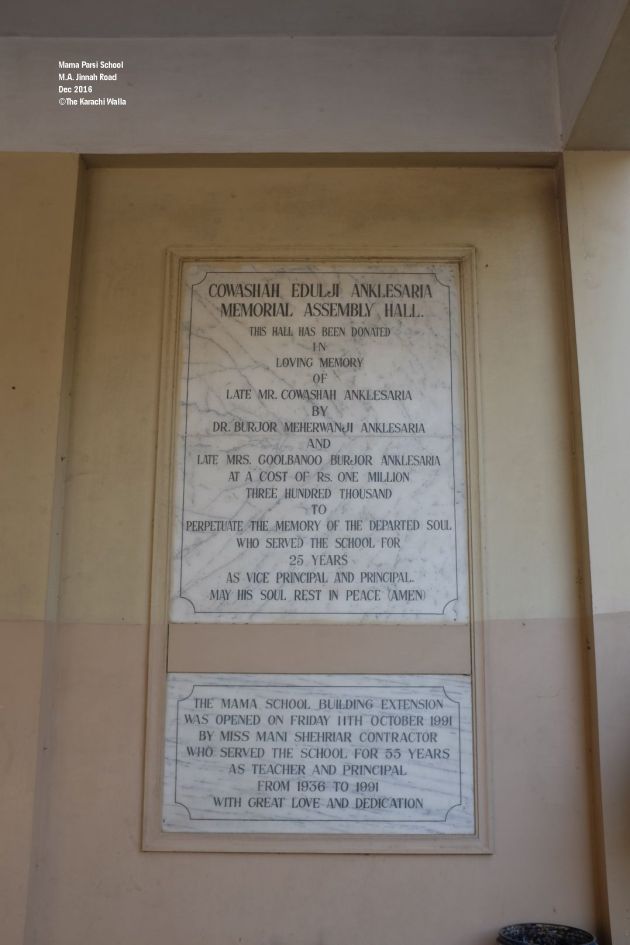 Mama Parsi School
M.A. Jinnah Road
Dec 2016
©The Karachi Walla
COWASHAH EDULJI ANKLESARIA
MEMORIAL ASSEMBLY HALL.
THIS HALL HAS BEEN DONATED
IN
LOVING MEMORY
OF
LATE MR. COWASHAH ANKLESARIA
BY
DR. BURJOR MEHERWANJI ANKLESARIA
AND
LATE MRS. GOOLBANOO BURJOR ANKLESARIA
AT A COST OF RS. ONE MILLION
THREE HUNDRED THOUSAND
TO
PERPETUATE THE MEMORY OF THE DEPARTED SOUL
WHO SERVED THE SCHOOL FOR
25 YEARS
AS VICE PRINCIPAL AND PRINCIPAL.
MAY HIS SOUL REST IN PEACE (AMEN)
THE MAMA SCHOOL BUILDING EXTENSION
WAS OPENED ON FRIDAY 11TH OCTOBER 1991
BY MISS MANI SHEHRIAR CONTRACTOR
WHO SERVED THE SCHOOL FOR 55 YEARS
AS TEACHER AND PRINCIPAL
FROM 1936 TO 1991
WITH GREAT LOVE AND DEDICATION